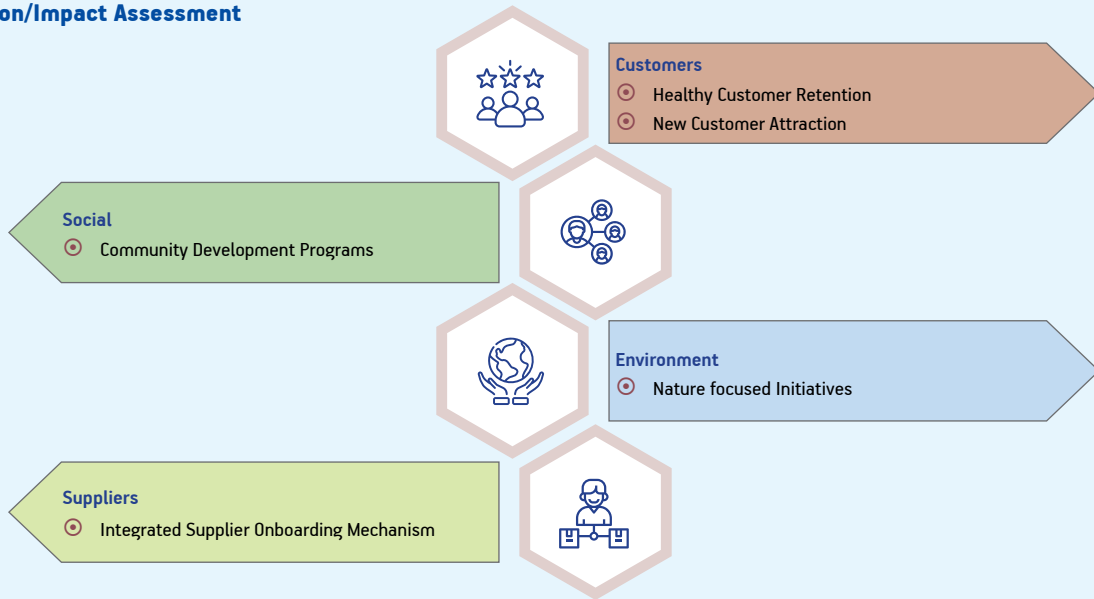 on/Impact Assessment
Customers
Healthy Customer Retention
New Customer Attraction
Social
Community Development Programs
Environment
Nature focused Initiatives
Suppliers
Integrated Supplier Onboarding Mechanism